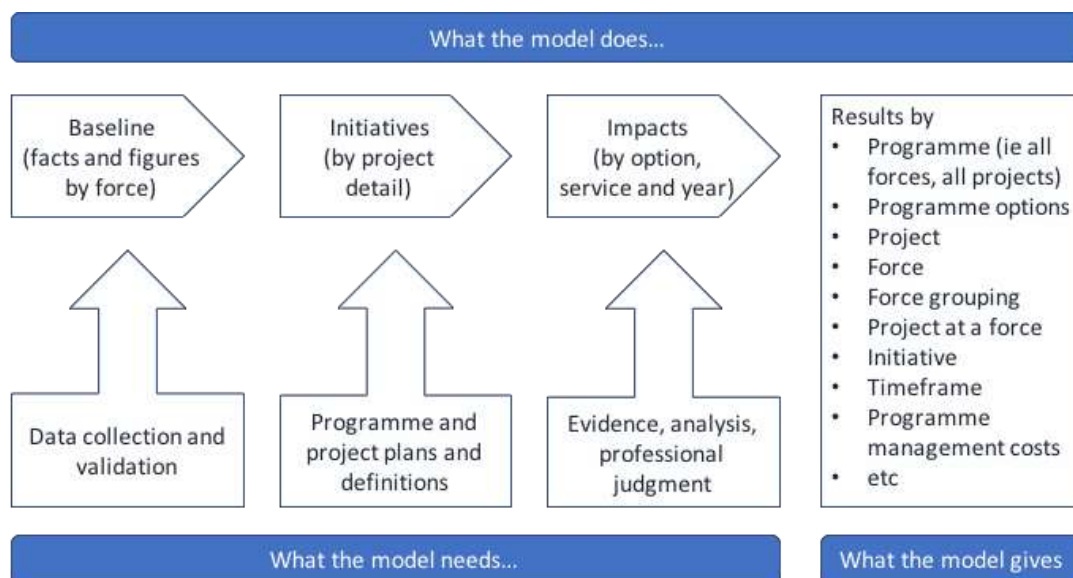 What the model does...
Baseline
(facts and figures
by force)
Initiatives
(by project
detail)
Impacts
(by option,
service and year)
Results by
• Programme (ie all
forces, all projects)
• Programme options
• Project
• Force
• Force grouping
• Project at a force
• Initiative
• Timeframe
• Programme
management costs
• etc
Data collection and
validation
Programme and
project plans and
definitions
Evidence, analysis,
professional
judgment
What the model needs...
What the model gives